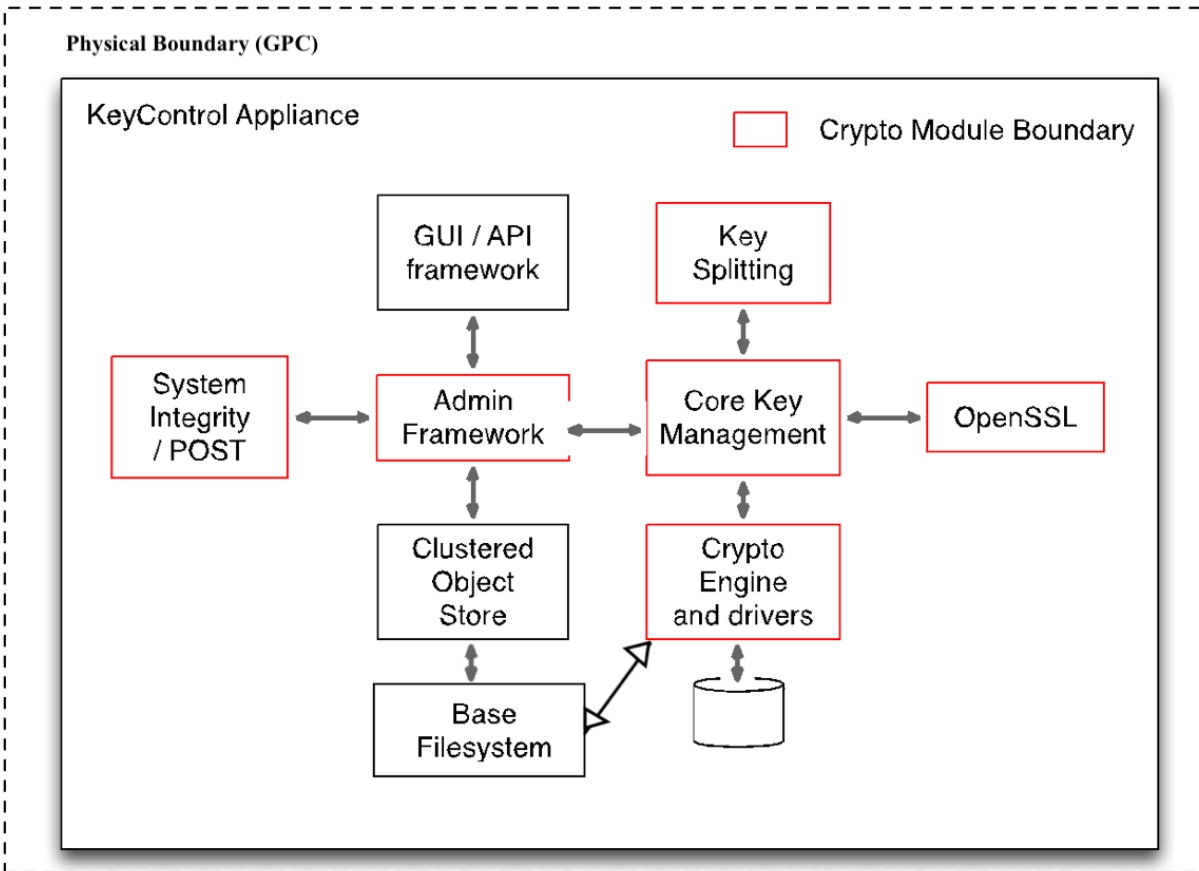 Physical Boundary (GPC)
KeyControl Appliance
Crypto Module Boundary
GUI / API
framework
Key
Splitting
System
Integrity
/ POST
Admin
Framework
Core Key
Management
OpenSSL
Clustered
Object
Store
Crypto
Engine
and drivers
Base
Filesystem